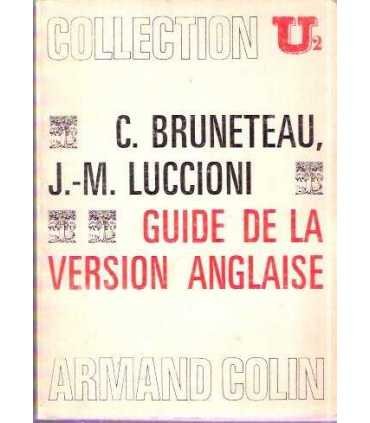 COLLECTION U2
C. BRUNETEAU,
J.-M. LUCCIONI
GUIDE DE LA
VERSION ANGLAISE
ARMAND COLIN